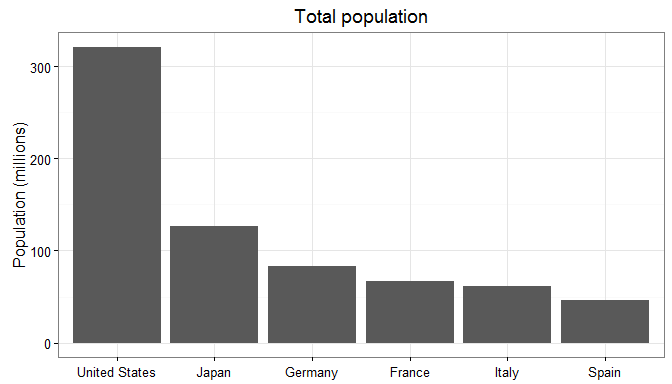 Total population
Population (millions)
300
200
100
0
United States Japan Germany France Italy Spain